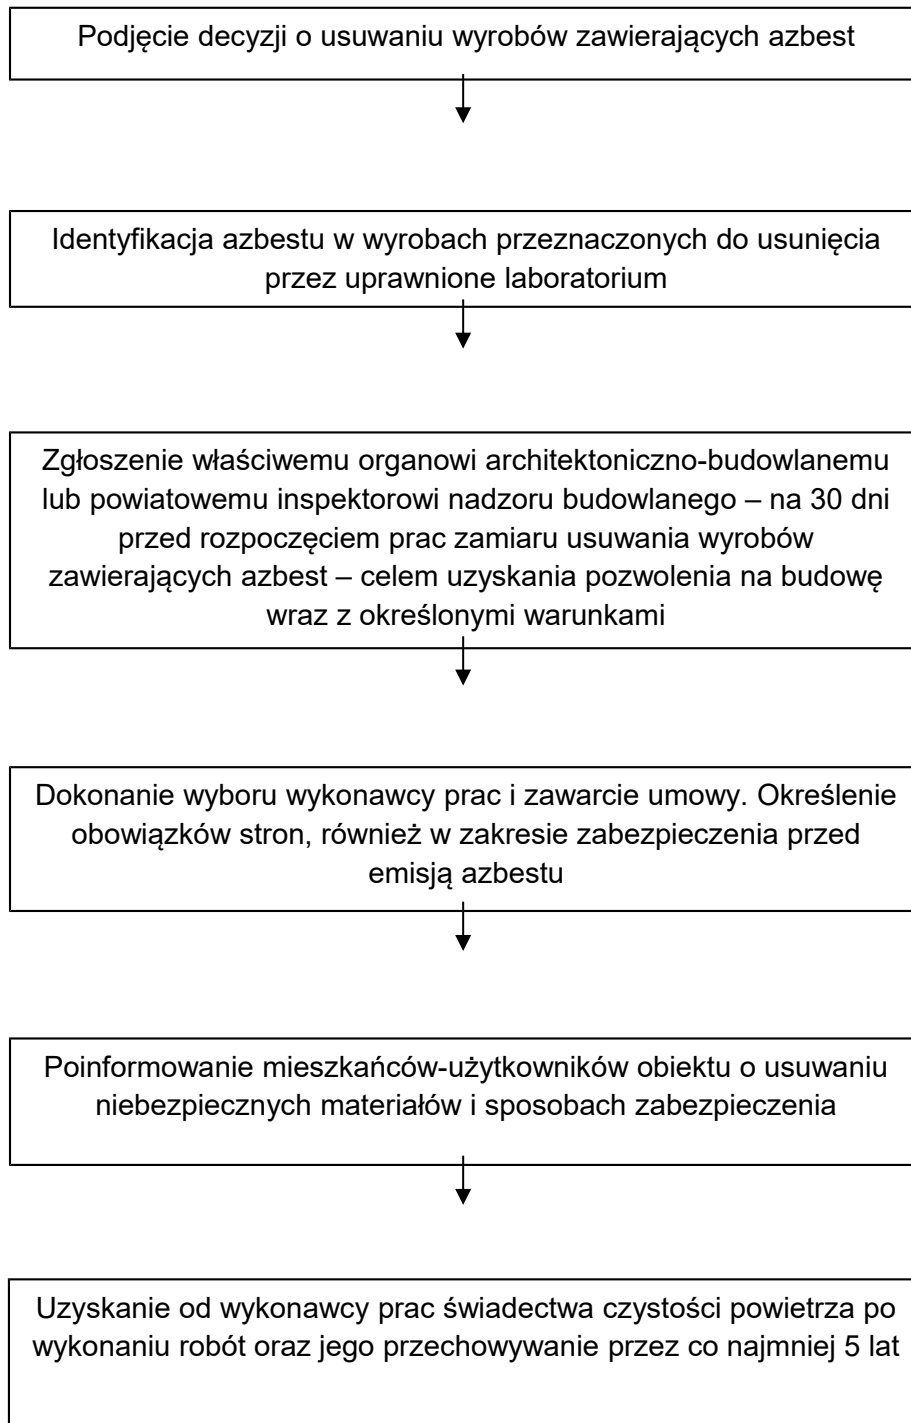 Podjęcie decyzji o usuwaniu wyrobów zawierających azbest
Identyfikacja azbestu w wyrobach przeznaczonych do usunięcia
przez uprawnione laboratorium
Zgłoszenie właściwemu organowi architektoniczno-budowlanemu
lub powiatowemu inspektorowi nadzoru budowlanego – na 30 dni
przed rozpoczęciem prac zamiaru usuwania wyrobów
zawierających azbest – celem uzyskania pozwolenia na budowę
wraz z określonymi warunkami
Dokonanie wyboru wykonawcy prac i zawarcie umowy. Określenie
obowiązków stron, również w zakresie zabezpieczenia przed
emisją azbestu
Poinformowanie mieszkańców-użytkowników obiektu o usuwaniu
niebezpiecznych materiałów i sposobach zabezpieczenia
Uzyskanie od wykonawcy prac świadectwa czystości powietrza po
wykonaniu robót oraz jego przechowywanie przez co najmniej 5 lat